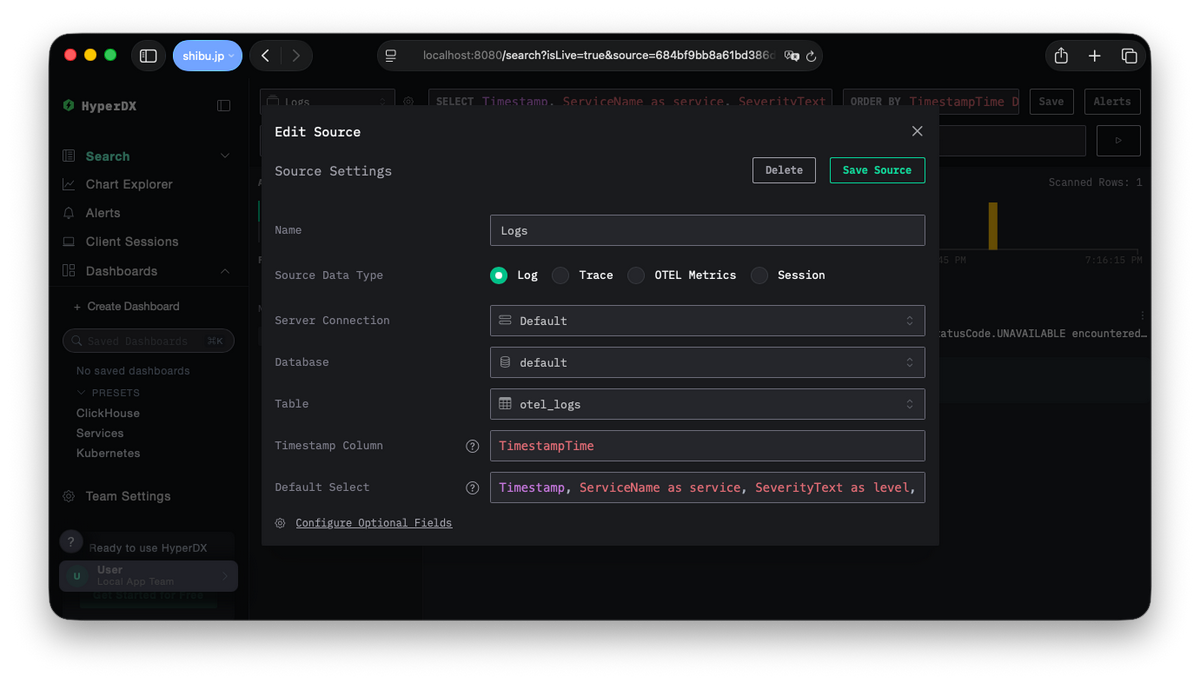 shibu.jp
localhost:8080/search?isLive=true&source=684bf9bb8a61bd386d
HyperDX
Logs
SELECT Timestamp, ServiceName as service, SeverityText
ORDER BY TimestampTime D
Save
Alerts
Search
Chart Explorer
Alerts
Client Sessions
Dashboards
+ Create Dashboard
Saved Dashboards ⌘K
No saved dashboards
PRESETS
ClickHouse
Services
Kubernetes
Team Settings
?
Ready to use HyperDX
U
User
Local App Team
Get Started for Free
Edit Source
Source Settings
Delete
Save Source
Name
Logs
Source Data Type
Log
Trace
OTEL Metrics
Session
Server Connection
Default
Database
default
Table
otel_logs
Timestamp Column
?
TimestampTime
Default Select
?
Timestamp, ServiceName as service, SeverityText as level,
Configure Optional Fields
Scanned Rows: 1
45 PM
7:16:15 PM
tatusCode.UNAVAILABLE encountered…